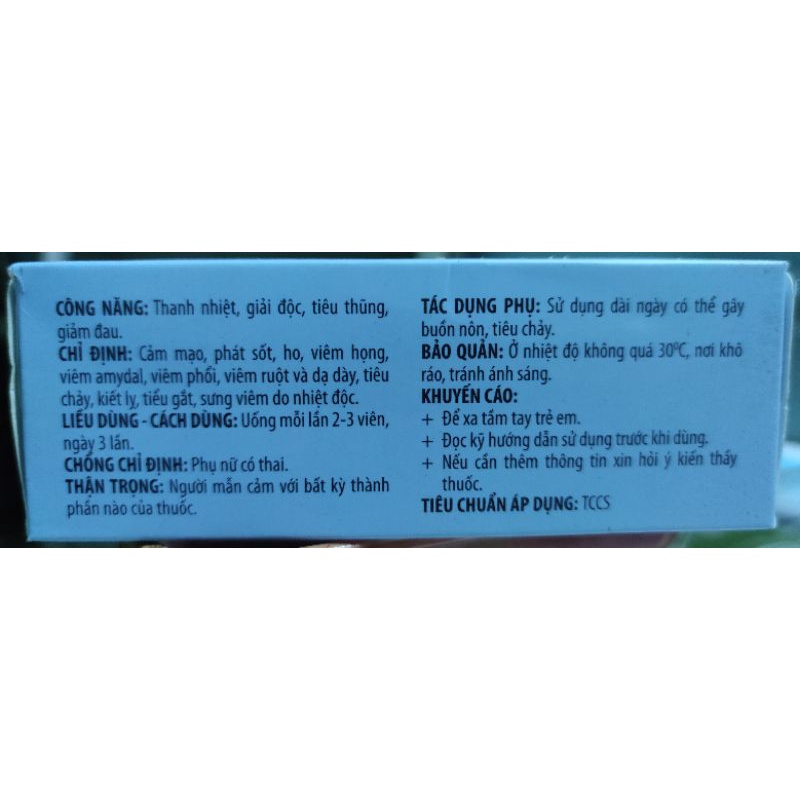 CÔNG NĂNG: Thanh nhiệt, giải độc, tiêu thũng,
giảm đau.
CHỈ ĐỊNH: Cảm mạo, phát sốt, ho, viêm họng,
viêm amydal, viêm phổi, viêm ruột và dạ dày, tiêu
chảy, kiết lỵ, tiểu gắt, sưng viêm do nhiệt độc.
LIỀU DÙNG - CÁCH DÙNG: Uống mỗi lần 2-3 viên,
ngày 3 lần.
CHỐNG CHỈ ĐỊNH: Phụ nữ có thai.
THẬN TRỌNG: Người mẫn cảm với bất kỳ thành
phần nào của thuốc.
TÁC DỤNG PHỤ: Sử dụng dài ngày có thể gây
buồn nôn, tiêu chảy.
BẢO QUẢN: Ở nhiệt độ không quá 30ºC, nơi khô
ráo, tránh ánh sáng.
KHUYẾN CÁO:
+ Để xa tầm tay trẻ em.
+ Đọc kỹ hướng dẫn sử dụng trước khi dùng.
+ Nếu cần thêm thông tin xin hỏi ý kiến thầy
thuốc.
TIÊU CHUẨN ÁP DỤNG: TCCS